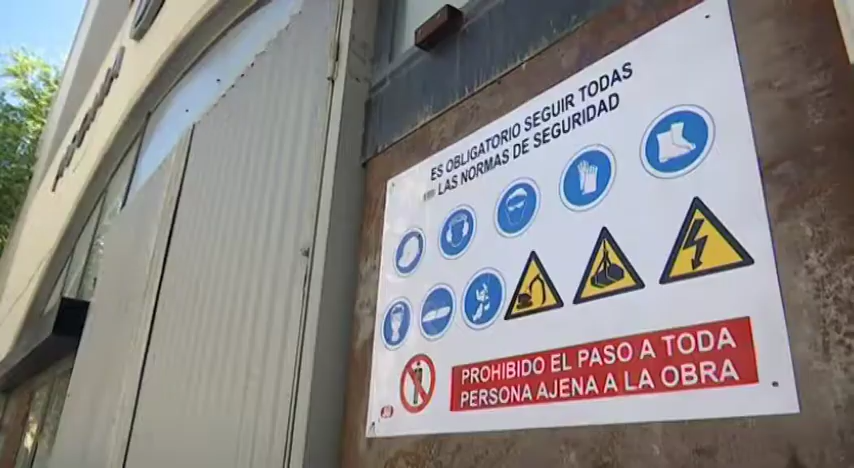 ES OBLIGATORIO SEGUIR TODAS
LAS NORMAS DE SEGURIDAD
PROHIBIDO EL PASO A TODA
PERSONA AJENA A LA OBRA